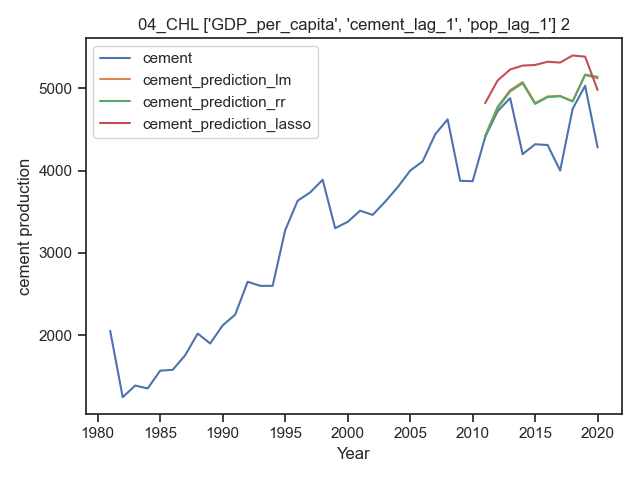 04_CHL ['GDP_per_capita', 'cement_lag_1', 'pop_lag_1'] 2
cement
cement_prediction_lm
cement_prediction_rr
cement_prediction_lasso
cement production
5000
4000
3000
2000
1980 1985 1990 1995 2000 2005 2010 2015 2020
Year